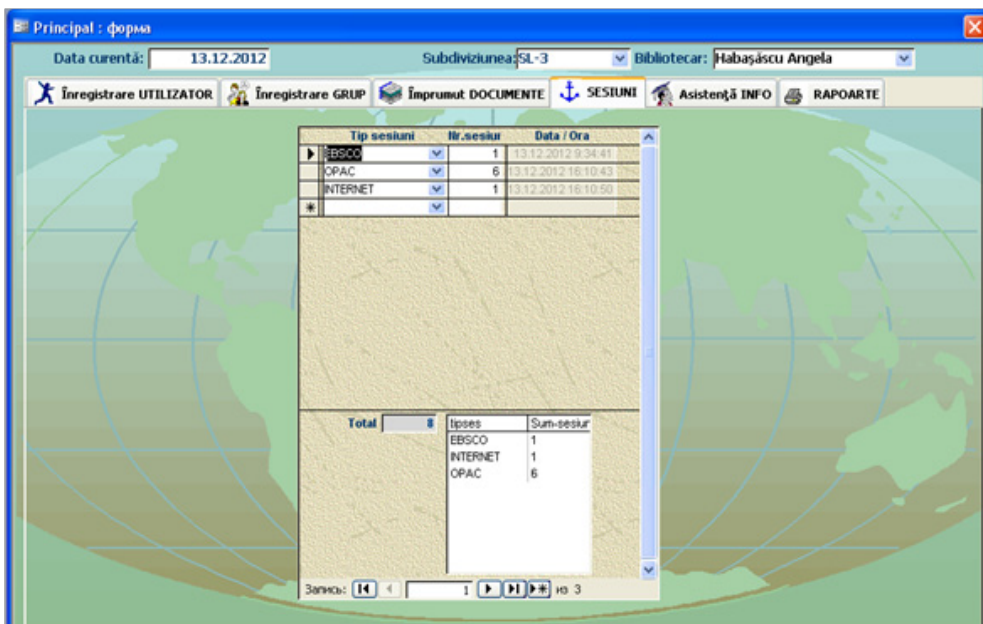 Principal : форма
Data curentă: 13.12.2012 Subdiviziunea: SL-3 Bibliotecar: Habaşăscu Angela
Înregistrare UTILIZATOR Înregistrare GRUP Împrumut DOCUMENTE SESIUNI Asistenţă INFO RAPOARTE
Tip sesiuni Nr.sesiur Data / Ora
EBSCO 1 13.12.2012 9:34:41
OPAC 6 13.12.2012 16:10:43
INTERNET 1 13.12.2012 16:10:50
Total 8 tipses Sum-sesiur
EBSCO 1
INTERNET 1
OPAC 6
Запись: 1 из 3